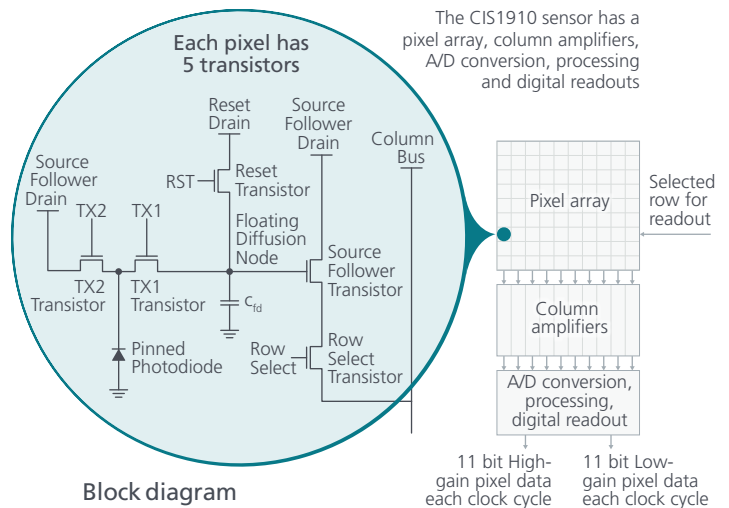 Each pixel has
5 transistors
The CIS1910 sensor has a
pixel array, column amplifiers,
A/D conversion, processing
and digital readouts
Reset
Drain
Source
Follower
Drain
Column
Bus
Source
Follower
Drain
RST
Reset
Transistor
TX2
TX1
Floating
Diffusion
Node
TX2
Transistor
TX1
Transistor
Source
Follower
Transistor
Cfd
Pinned
Photodiode
Row
Select
Row
Select
Transistor
Pixel array
Selected
row for
readout
Column
amplifiers
A/D conversion,
processing,
digital readout
11 bit High-
gain pixel data
each clock cycle
11 bit Low-
gain pixel data
each clock cycle
Block diagram